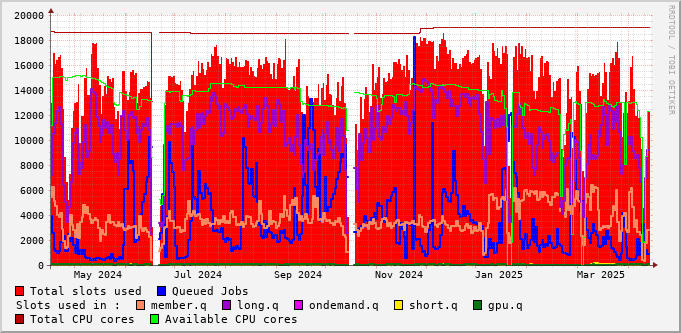 20000
18000
16000
14000
12000
10000
8000
6000
4000
2000
0
May 2024 Jul 2024 Sep 2024 Nov 2024 Jan 2025 Mar 2025
RRDTOOL / TOBI OETIKER
Total slots used Queued Jobs
Slots used in : member.q long.q ondemand.q short.q gpu.q
Total CPU cores Available CPU cores